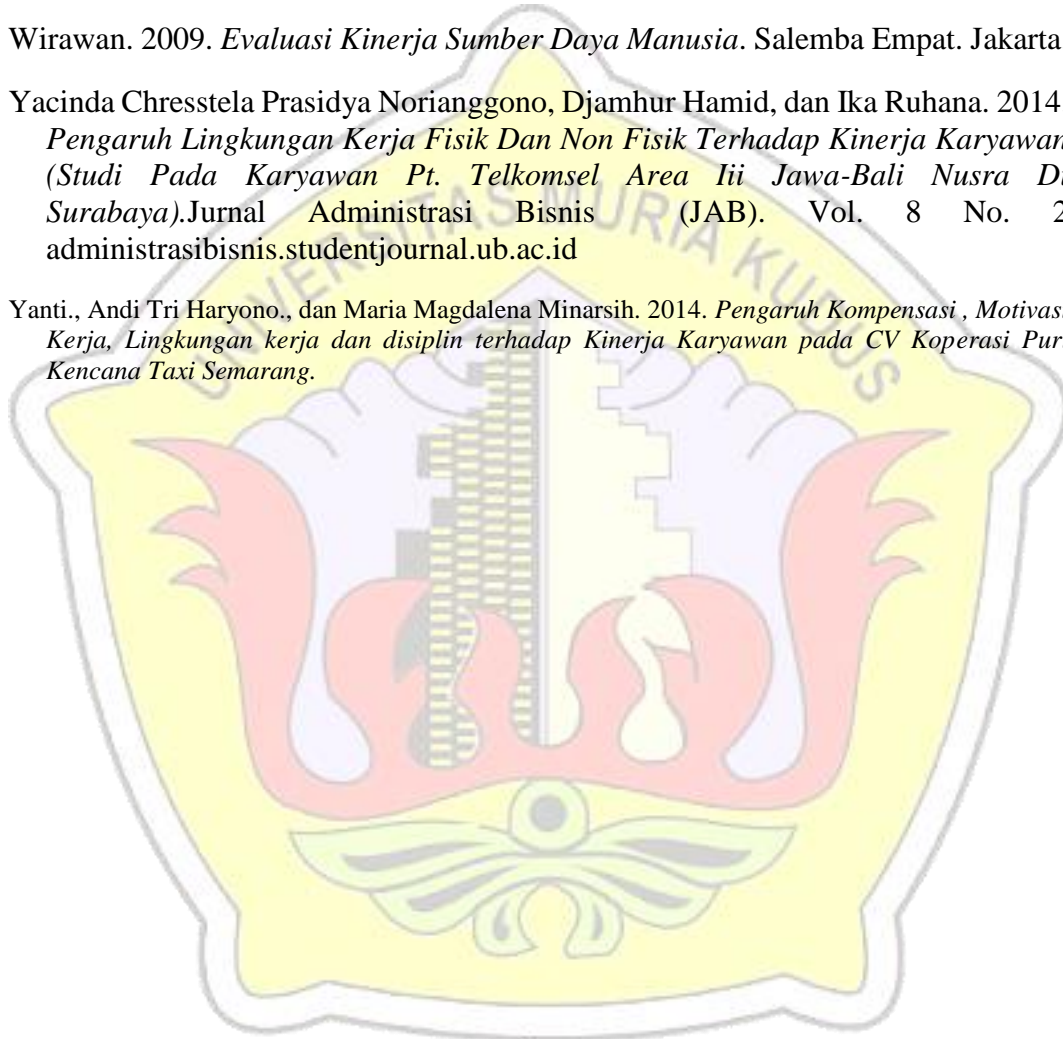 Wirawan. 2009. Evaluasi Kinerja Sumber Daya Manusia. Salemba Empat. Jakarta
Yacinda Chresstela Prasidya Norianggono, Djamhur Hamid, dan Ika Ruhana. 2014
Pengaruh Lingkungan Kerja Fisik Dan Non Fisik Terhadap Kinerja Karyawan
(Studi Pada Karyawan Pt. Telkomsel Area Iii Jawa-Bali Nusra Di
Surabaya).Jurnal Administrasi Bisnis (JAB). Vol. 8 No. 2
administrasibisnis.studentjournal.ub.ac.id
Yanti., Andi Tri Haryono., dan Maria Magdalena Minarsih. 2014. Pengaruh Kompensasi , Motivasi
Kerja, Lingkungan kerja dan disiplin terhadap Kinerja Karyawan pada CV Koperasi Pur
Kencana Taxi Semarang.
UNIVERSITAS MURIA KUDUS